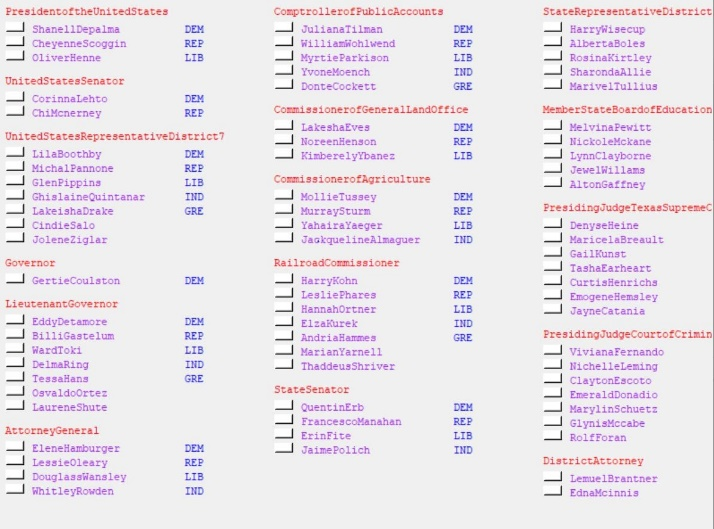 PresidentoftheUnitedStates
ShanellDepalma DEM
CheyenneScoggin REP
OliverHenne LIB
UnitedStatesSenator
CorinnaLehto DEM
ChiMcnerney REP
UnitedStatesRepresentativeDistrict7
LilaBoothby DEM
MichalPannone REP
GlenPippins LIB
GhislaineQuintanar IND
LakeishaDrake GRE
CindieSalo
JoleneZiglar
Governor
GertieCoulston DEM
LieutenantGovernor
EddyDetamore DEM
BilliGastelum REP
WardToki LIB
DelmaRing IND
TessaHans GRE
OsvaldoOrtez
LaureneShute
AttorneyGeneral
EleneHamburger DEM
LessieOleary REP
DouglassWansley LIB
WhitleyRowden IND
ComptrollerofPublicAccounts
JulianaTilman DEM
WilliamWohlwend REP
MyrtieParkison LIB
YvoneMoench IND
DonteCockett GRE
CommissionerofGeneralLandOffice
LakeshaEves DEM
NoreenHenson REP
KimberelyYbanez LIB
CommissionerofAgriculture
MollieTussey DEM
MurraySturm REP
YahairaYaeger LIB
JacquelineAlmaguer IND
RailroadCommissioner
HarryKohn DEM
LesliePhares REP
HannahOrtner LIB
ElzaKurek IND
AndriaHammes GRE
MarianYarnell
ThaddeusShriver
StateSenator
QuentinErb DEM
FrancescoManahan REP
ErinFite LIB
JaimePolich IND
StateRepresentativeDistrict
HarryWisecup
AlbertaBoles
RosinaKirtley
SharondaAllie
MarivelTullius
MemberStateBoardofEducation
MelvinaPewitt
NickoleMckane
LynnClayborne
JewelWillams
AltonGaffney
PresidingJudgeTexasSupremeC
DenyseHeine
MaricelaBreault
GailKunst
TashaEarheart
CurtisHenrichs
EmogeneHemsley
JayneCatania
PresidingJudgeCourtofCrimin
VivianaFernando
NichelleLeming
ClaytonEscoto
EmeraldDonadio
MarylinSchuetz
GlynisMccabe
RolfForan
DistrictAttorney
LemuelBrantner
EdnaMcinnis